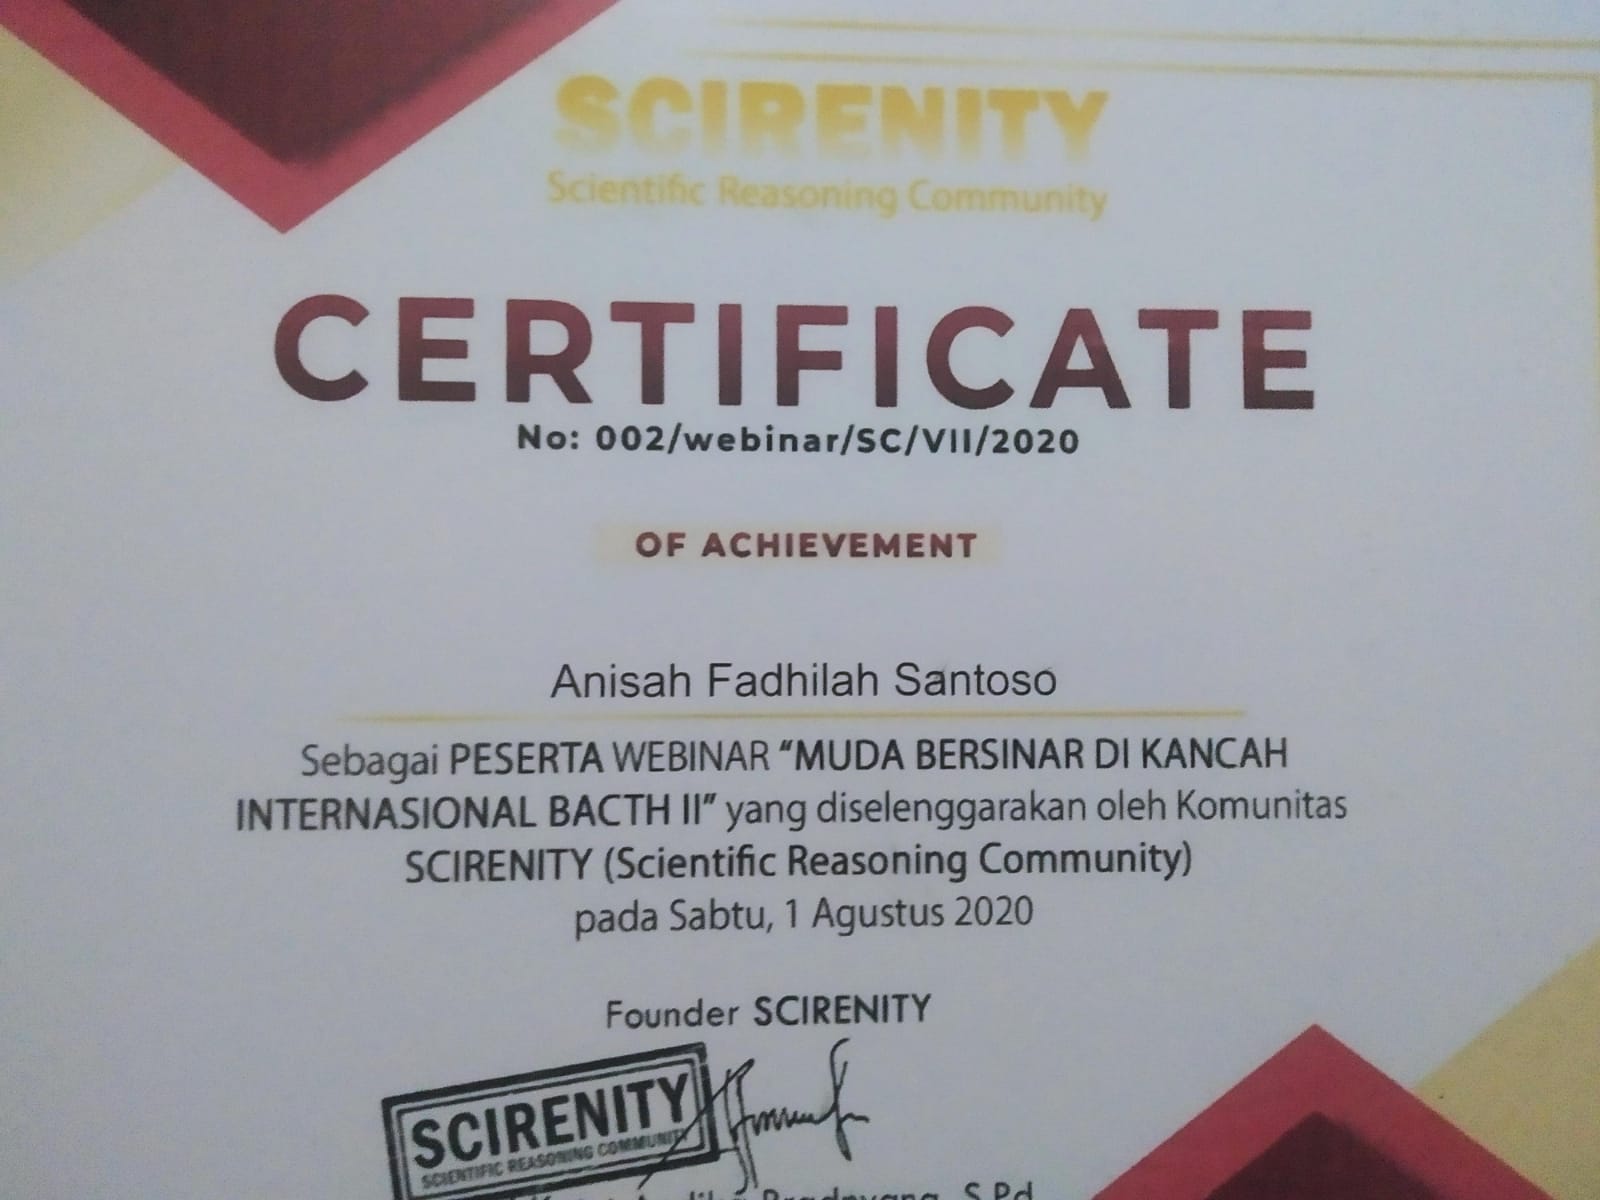 SCIRENITY
Scientific Reasoning Community
CERTIFICATE
No: 002/webinar/SC/VII/2020
OF ACHIEVEMENT
Anisah Fadhilah Santoso
Sebagai PESERTA WEBINAR “MUDA BERSINAR DI KANCAH
INTERNASIONAL BACTH II” yang diselenggarakan oleh Komunitas
SCIRENITY (Scientific Reasoning Community)
pada Sabtu, 1 Agustus 2020
Founder SCIRENITY
SCIRENITY
SCIENTIFIC REASONING COMMUNITY
S.Pd